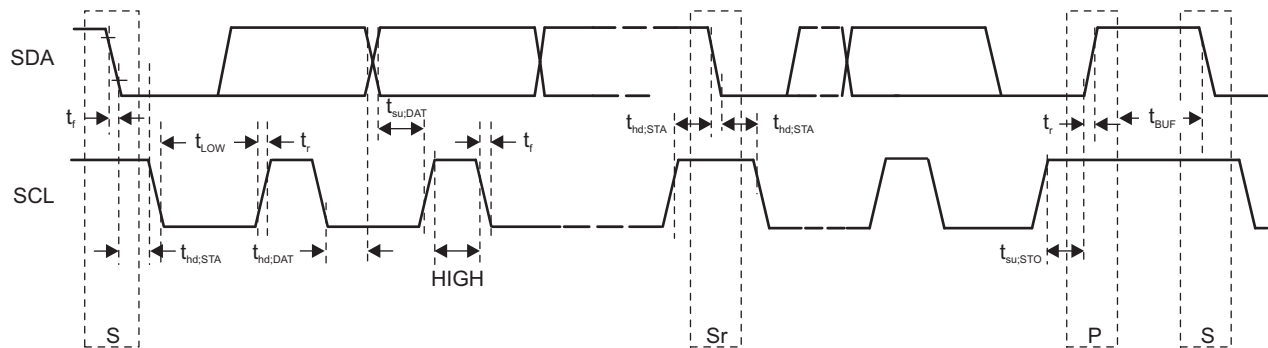 SDA
t_f
t_su;DAT
t_hd;STA
t_hd;STA
t_r
t_BUF
t_LOW
t_r
t_f
SCL
t_hd;STA
t_hd;DAT
HIGH
t_su;STO
S
Sr
P
S